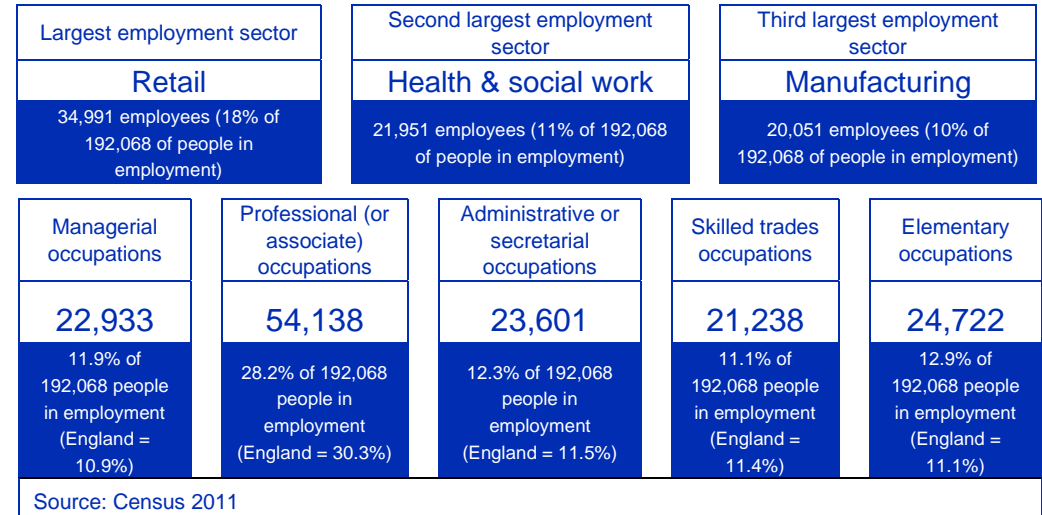 Largest employment sector
Retail
34,991 employees (18% of
192,068 of people in
employment)
Second largest employment
sector
Health & social work
21,951 employees (11% of 192,068
of people in employment)
Third largest employment
sector
Manufacturing
20,051 employees (10% of
192,068 of people in employment)
Managerial
occupations
22,933
11.9% of
192,068 people
in employment
(England =
10.9%)
Professional (or
associate)
occupations
54,138
28.2% of 192,068
people in
employment
(England = 30.3%)
Administrative or
secretarial
occupations
23,601
12.3% of 192,068
people in
employment
(England = 11.5%)
Skilled trades
occupations
21,238
11.1% of
192,068 people
in employment
(England =
11.4%)
Elementary
occupations
24,722
12.9% of
192,068 people
in employment
(England =
11.1%)
Source: Census 2011